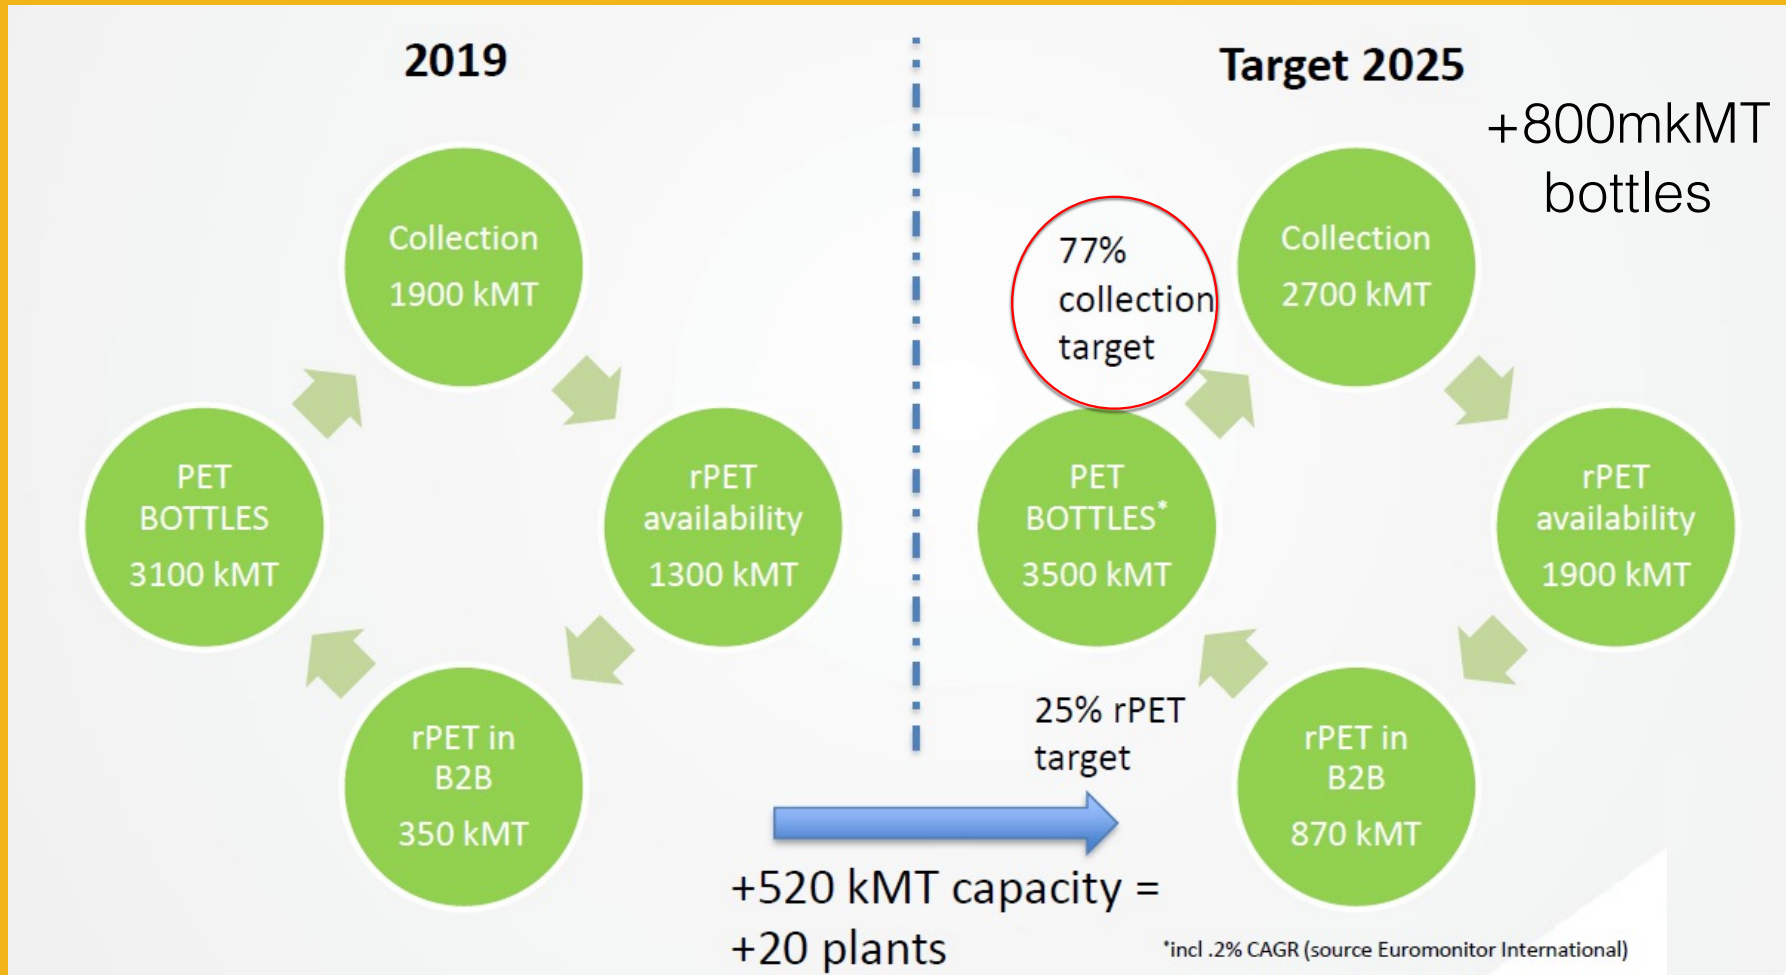 2019
Collection
1900 kMT
PET
BOTTLES
3100 kMT
rPET
availability
1300 kMT
rPET in
B2B
350 kMT
Target 2025
+800mkMT
bottles
77%
collection
target
Collection
2700 kMT
PET
BOTTLES*
3500 kMT
rPET
availability
1900 kMT
25% rPET
target
rPET in
B2B
870 kMT
+520 kMT capacity =
+20 plants
*incl .2% CAGR (source Euromonitor International)